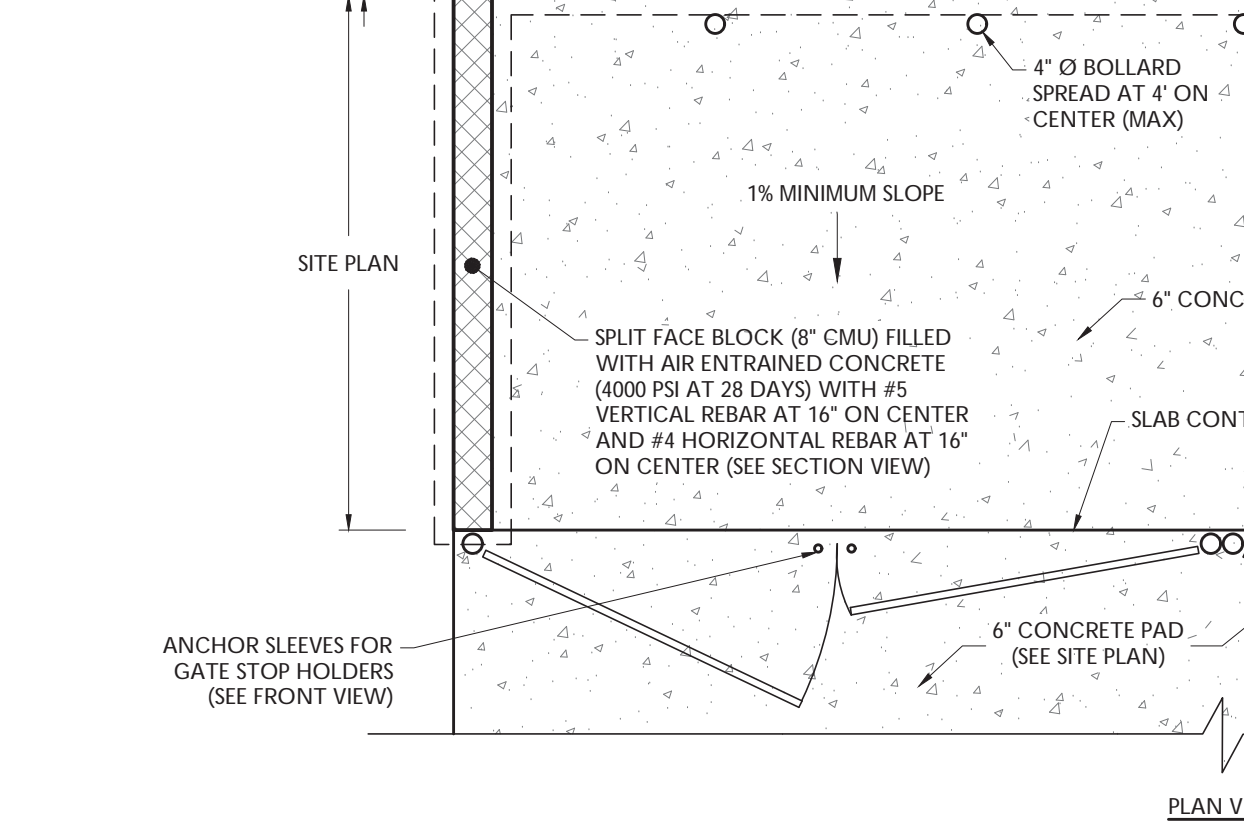 4" Ø BOLLARD
SPREAD AT 4' ON
CENTER (MAX)
1% MINIMUM SLOPE
SITE PLAN
6" CONC
SPLIT FACE BLOCK (8" CMU) FILLED
WITH AIR ENTRAINED CONCRETE
(4000 PSI AT 28 DAYS) WITH #5
VERTICAL REBAR AT 16" ON CENTER
AND #4 HORIZONTAL REBAR AT 16"
ON CENTER (SEE SECTION VIEW)
SLAB CONT
ANCHOR SLEEVES FOR
GATE STOP HOLDERS
(SEE FRONT VIEW)
6" CONCRETE PAD
(SEE SITE PLAN)
PLAN V